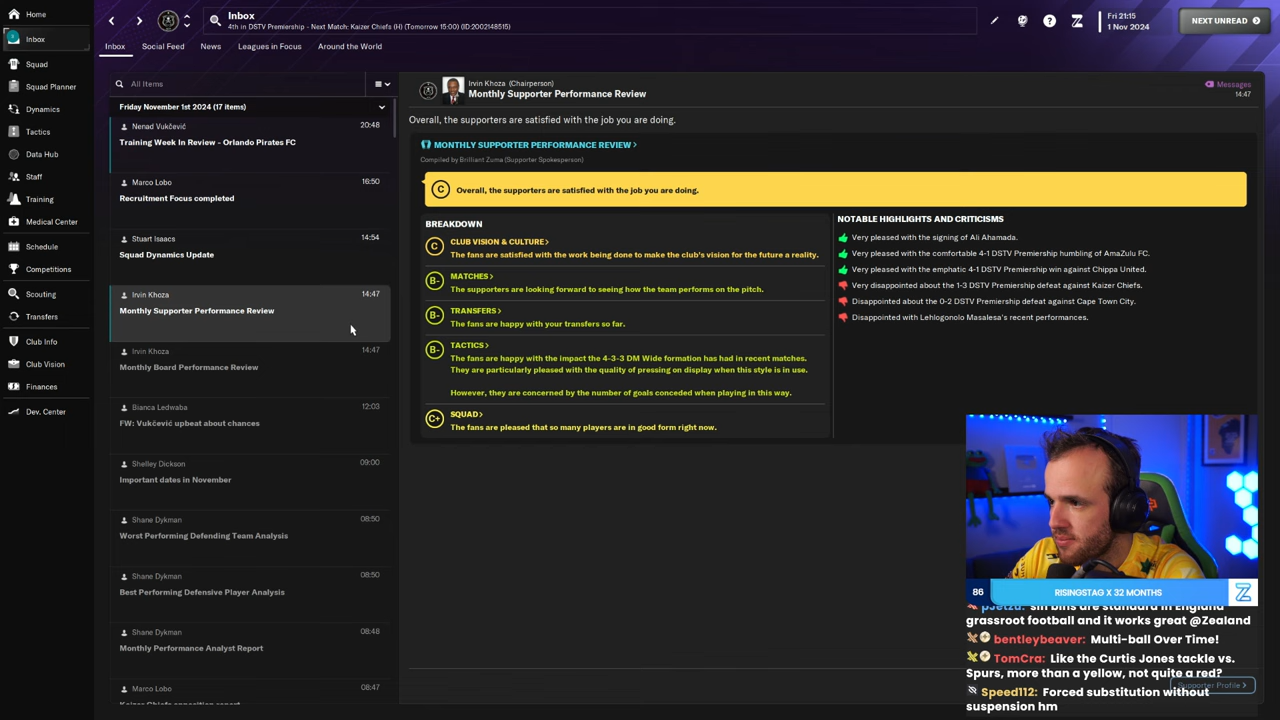 Home
Inbox
Squad
Squad Planner
Dynamics
Tactics
Data Hub
Staff
Training
Medical Center
Schedule
Competitions
Scouting
Transfers
Club Info
Club Vision
Finances
Dev. Center
Inbox
4th in DSTV Premiership - Next Match: Kaizer Chiefs (H) (Tomorrow 15:00) (ID:2002148515)
Fri 21:15
1 Nov 2024
NEXT UNREAD
Inbox
Social Feed
News
Leagues in Focus
Around the World
All Items
Friday November 1st 2024 (17 items)
Nenad Vukčević 20:48
Training Week In Review - Orlando Pirates FC
Marco Lobo 16:50
Recruitment Focus completed
Stuart Isaacs 14:54
Squad Dynamics Update
Irvin Khoza 14:47
Monthly Supporter Performance Review
Irvin Khoza 14:47
Monthly Board Performance Review
Bianca Ledwaba 12:03
FW: Vukčević upbeat about chances
Shelley Dickson 09:00
Important dates in November
Shane Dykman 08:50
Worst Performing Defending Team Analysis
Shane Dykman 08:50
Best Performing Defensive Player Analysis
Shane Dykman 08:48
Monthly Performance Analyst Report
Marco Lobo 08:47
Kaizer Chiefs opposition report
Irvin Khoza (Chairperson)
Monthly Supporter Performance Review
Messages
14:47
Overall, the supporters are satisfied with the job you are doing.
MONTHLY SUPPORTER PERFORMANCE REVIEW >
Compiled by Brilliant Zuma (Supporter Spokesperson)
C Overall, the supporters are satisfied with the job you are doing.
BREAKDOWN
C CLUB VISION & CULTURE >
The fans are satisfied with the work being done to make the club's vision for the future a reality.
B- MATCHES >
The supporters are looking forward to seeing how the team performs on the pitch.
B- TRANSFERS >
The fans are happy with your transfers so far.
B- TACTICS >
The fans are happy with the impact the 4-3-3 DM Wide formation has had in recent matches.
They are particularly pleased with the quality of pressing on display when this style is in use.
However, they are concerned by the number of goals conceded when playing in this way.
C+ SQUAD >
The fans are pleased that so many players are in good form right now.
NOTABLE HIGHLIGHTS AND CRITICISMS
Very pleased with the signing of Ali Ahamada.
Very pleased with the comfortable 4-1 DSTV Premiership humbling of AmaZulu FC.
Very pleased with the emphatic 4-1 DSTV Premiership win against Chippa United.
Very disappointed about the 1-3 DSTV Premiership defeat against Kaizer Chiefs.
Disappointed about the 0-2 DSTV Premiership defeat against Cape Town City.
Disappointed with Lehlogonolo Masalesa's recent performances.
86 RISINGSTAG X 32 MONTHS
sin bins are standard in England
grassroot football and it works great @Zealand
bentleybeaver: Multi-ball Over Time!
TomCra: Like the Curtis Jones tackle vs.
Spurs, more than a yellow, not quite a red?
Speed112: Forced substitution without
suspension hm
Supporter Profile >